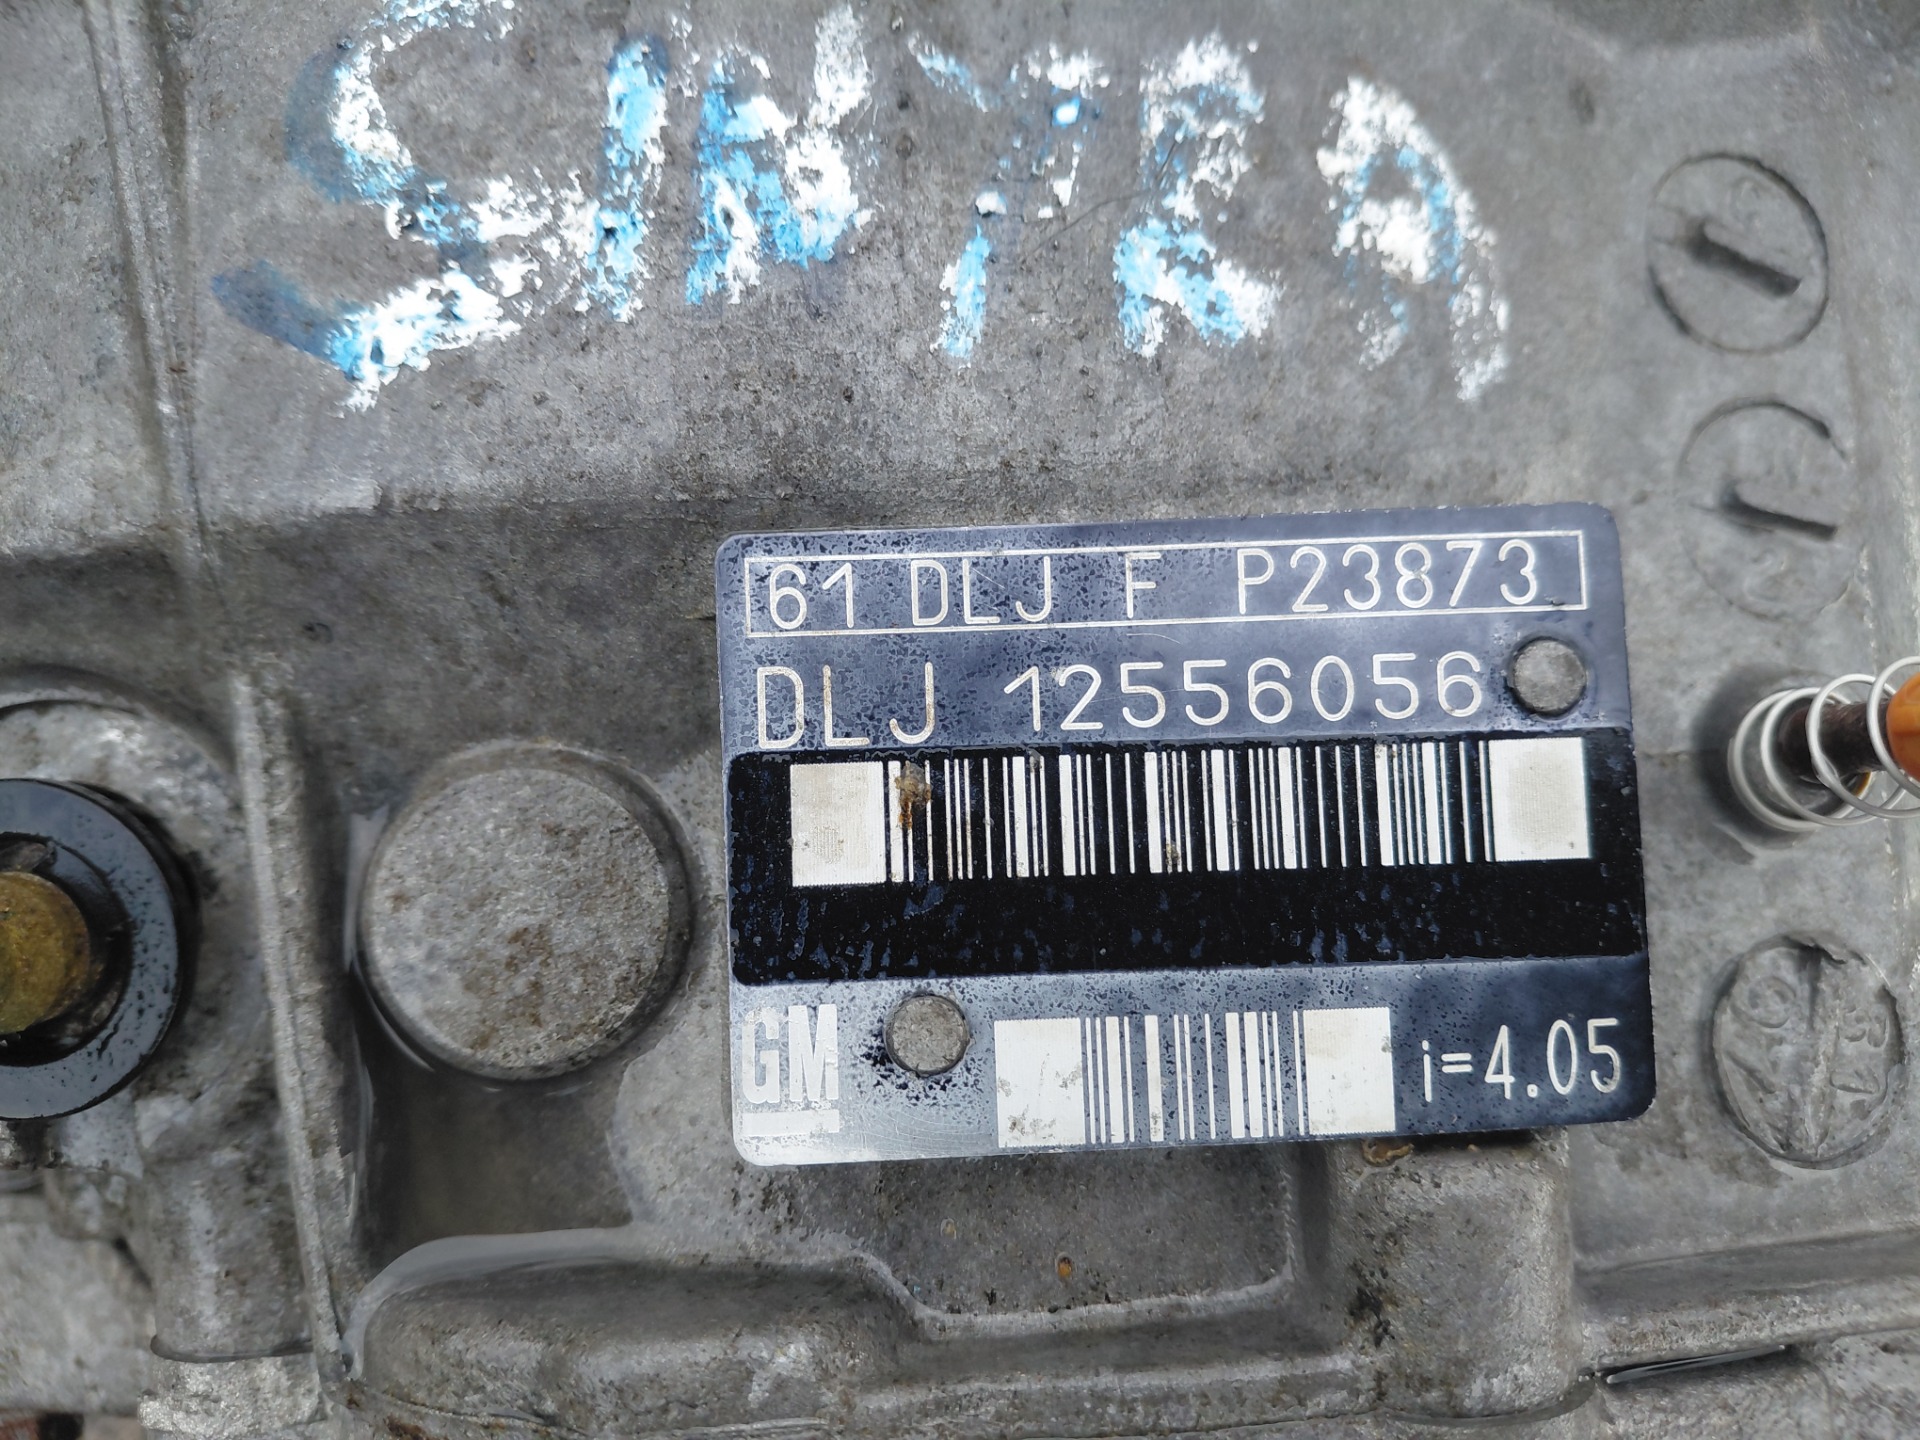 SINTRA
61 DLJ F P23873
DLJ 12556056
GM
i=4.05